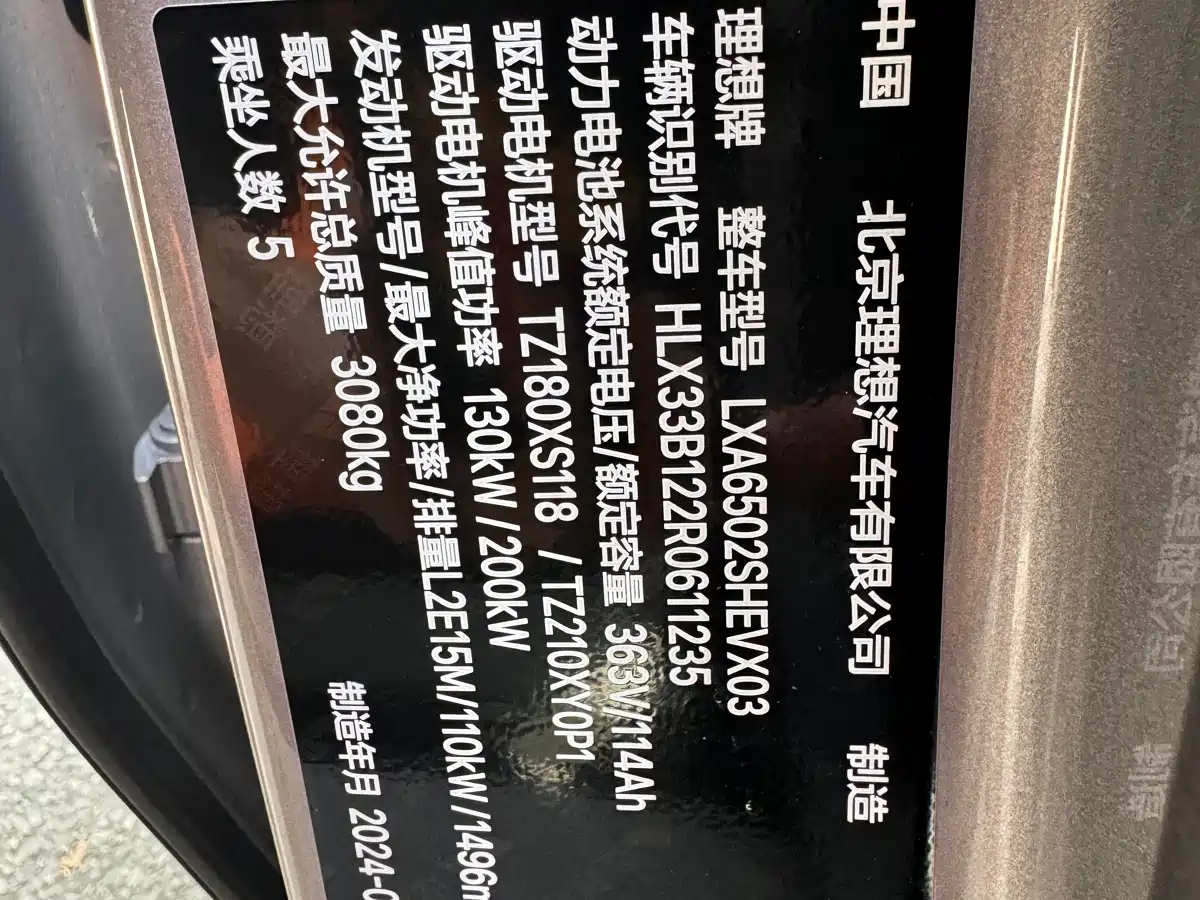 中国 北京理想汽车有限公司 制造
理想牌 整车型号 LXA6502SHEVX03
车辆识别代号 HLX33B122R0611235
动力电池系统额定电压/额定容量 363V/114Ah
驱动电机型号 TZ180XS118 / TZ210XY0P1
驱动电机峰值功率 130kW / 200kW
发动机型号/最大净功率/排量L2E15M/110kW/1496m
最大允许总质量 3080kg
乘坐人数 5
制造年月 2024-0